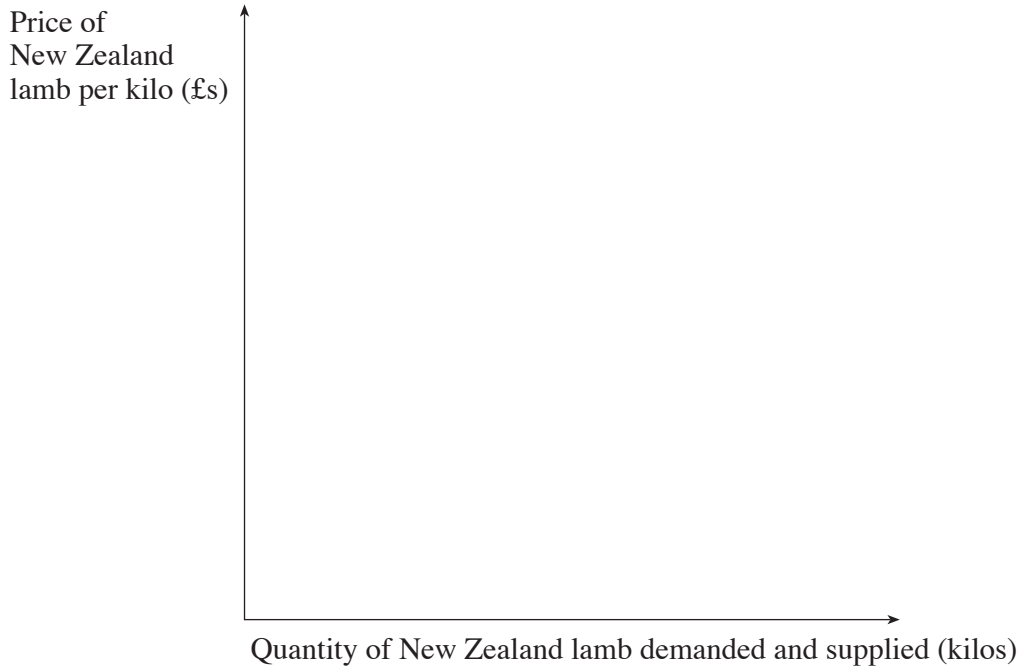 Price of
New Zealand
lamb per kilo (£s)
Quantity of New Zealand lamb demanded and supplied (kilos)